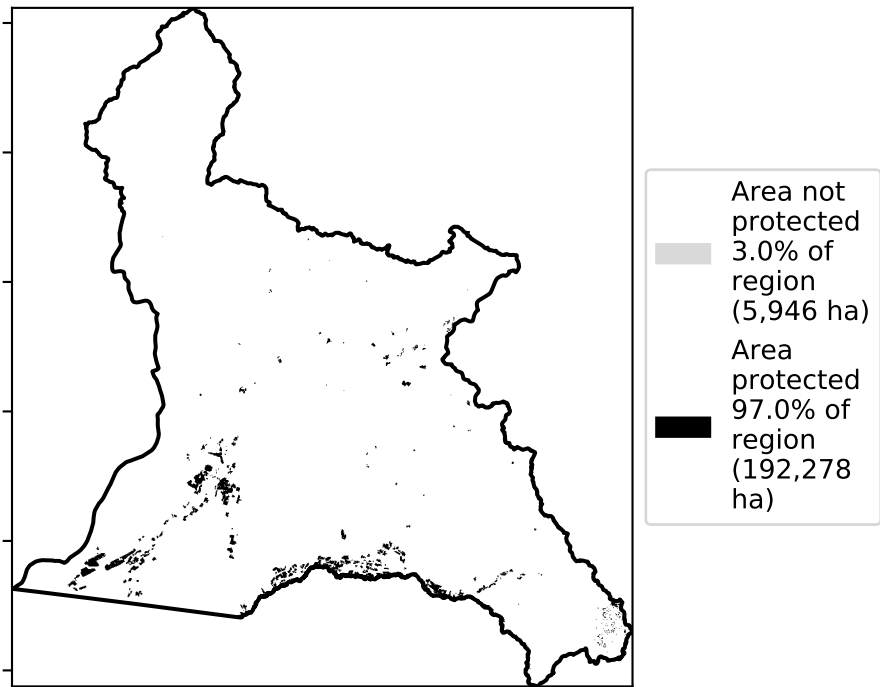 Area not
protected
3.0% of
region
(5,946 ha)
Area
protected
97.0% of
region
(192,278
ha)